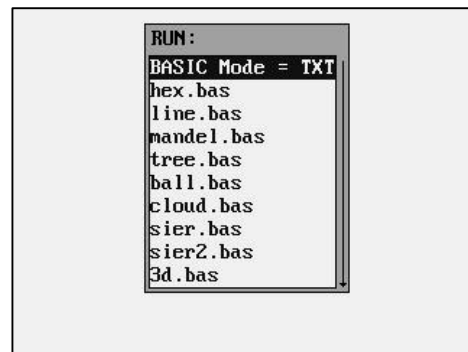 RUN:
BASIC Mode = TXT
hex.bas
line.bas
mandel.bas
tree.bas
ball.bas
cloud.bas
sier.bas
sier2.bas
3d.bas